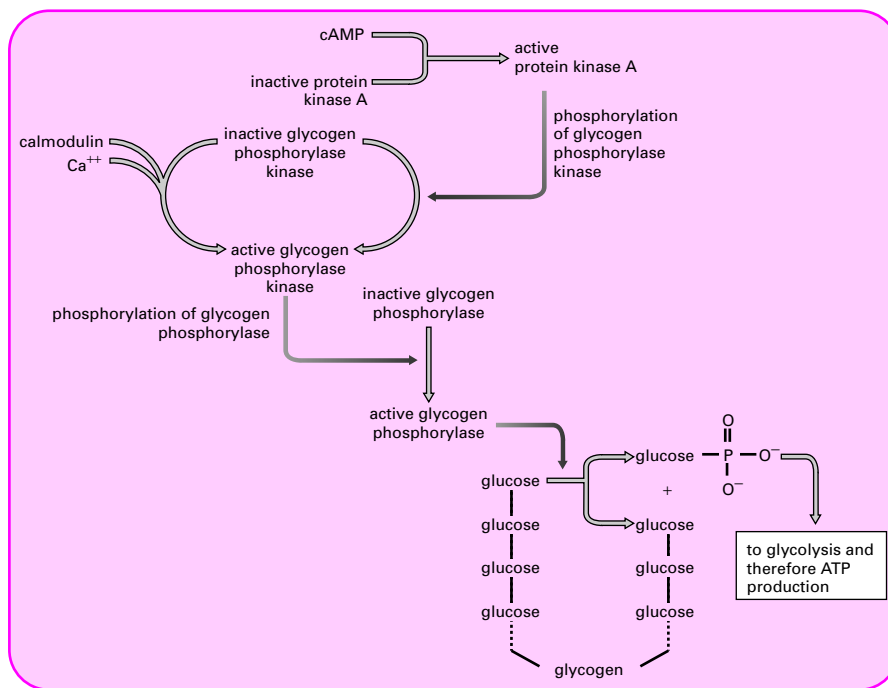 cAMP
inactive protein
kinase A
active
protein kinase A
phosphorylation
of glycogen
phosphorylase
kinase
calmodulin
Ca++
inactive glycogen
phosphorylase
kinase
active glycogen
phosphorylase
kinase
phosphorylation of glycogen
phosphorylase
inactive glycogen
phosphorylase
active glycogen
phosphorylase
O
glucose P O−
O−
glucose
+
glucose
glucose
glucose
glucose
glucose
glucose
glucose
glycogen
to glycolysis and
therefore ATP
production